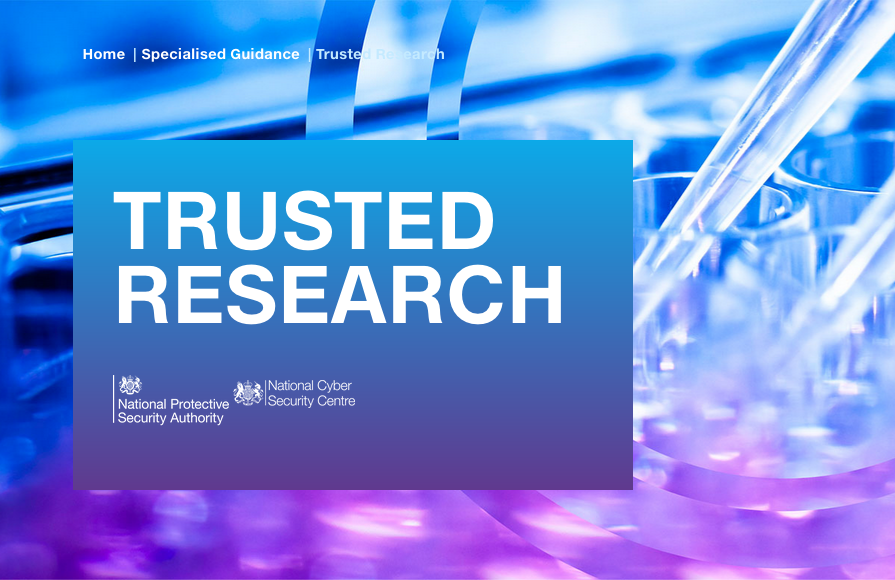 Home | Specialised Guidance | Trusted Research
TRUSTED
RESEARCH
National Protective
Security Authority
National Cyber
Security Centre